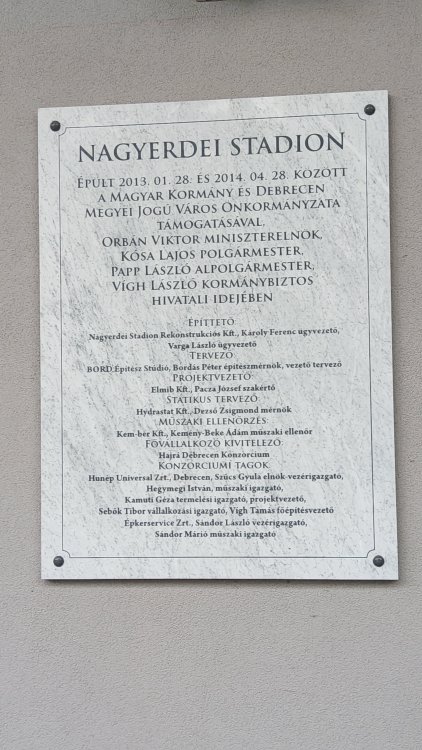 NAGYERDEI STADION
ÉPÜLT 2013. 01. 28. ÉS 2014. 04. 28. KÖZÖTT
A MAGYAR KORMÁNY ÉS DEBRECEN
MEGYEI JOGÚ VÁROS ÖNKORMÁNYZATA
TÁMOGATÁSÁVAL,
ORBÁN VIKTOR MINISZTERELNÖK,
KÓSA LAJOS POLGÁRMESTER,
PAPP LÁSZLÓ ALPOLGÁRMESTER,
VÍGH LÁSZLÓ KORMÁNYBIZTOS
HIVATALI IDEJÉBEN
ÉPÍTTETŐ:
Nagyerdei Stadion Rekonstrukciós Kft., Károly Ferenc ügyvezető,
Varga László ügyvezető
TERVEZŐ:
BORD Építész Stúdió, Bordás Péter építészmérnök, vezető tervező
PROJEKTVEZETŐ:
Elmib Kft., Pacza József szakértő
STATIKUS TERVEZŐ:
Hydrastat Kft., Dezső Zsigmond mérnök
MŰSZAKI ELLENŐRZÉS:
Kem-ber Kft., Kemény-Beke Ádám műszaki ellenőr
FŐVÁLLALKOZÓ KIVITELEZŐ:
Hajrá Debrecen Konzorcium
KONZORCIUMI TAGOK:
Hunép Universal Zrt., Debrecen, Szűcs Gyula elnök-vezérigazgató,
Hegymegi István, műszaki igazgató,
Kamuti Géza termelési igazgató, projektvezető,
Sebők Tibor vállalkozási igazgató, Vígh Tamás főépítésvezető
Épkerservice Zrt., Sándor László vezérigazgató,
Sándor Márió műszaki igazgató